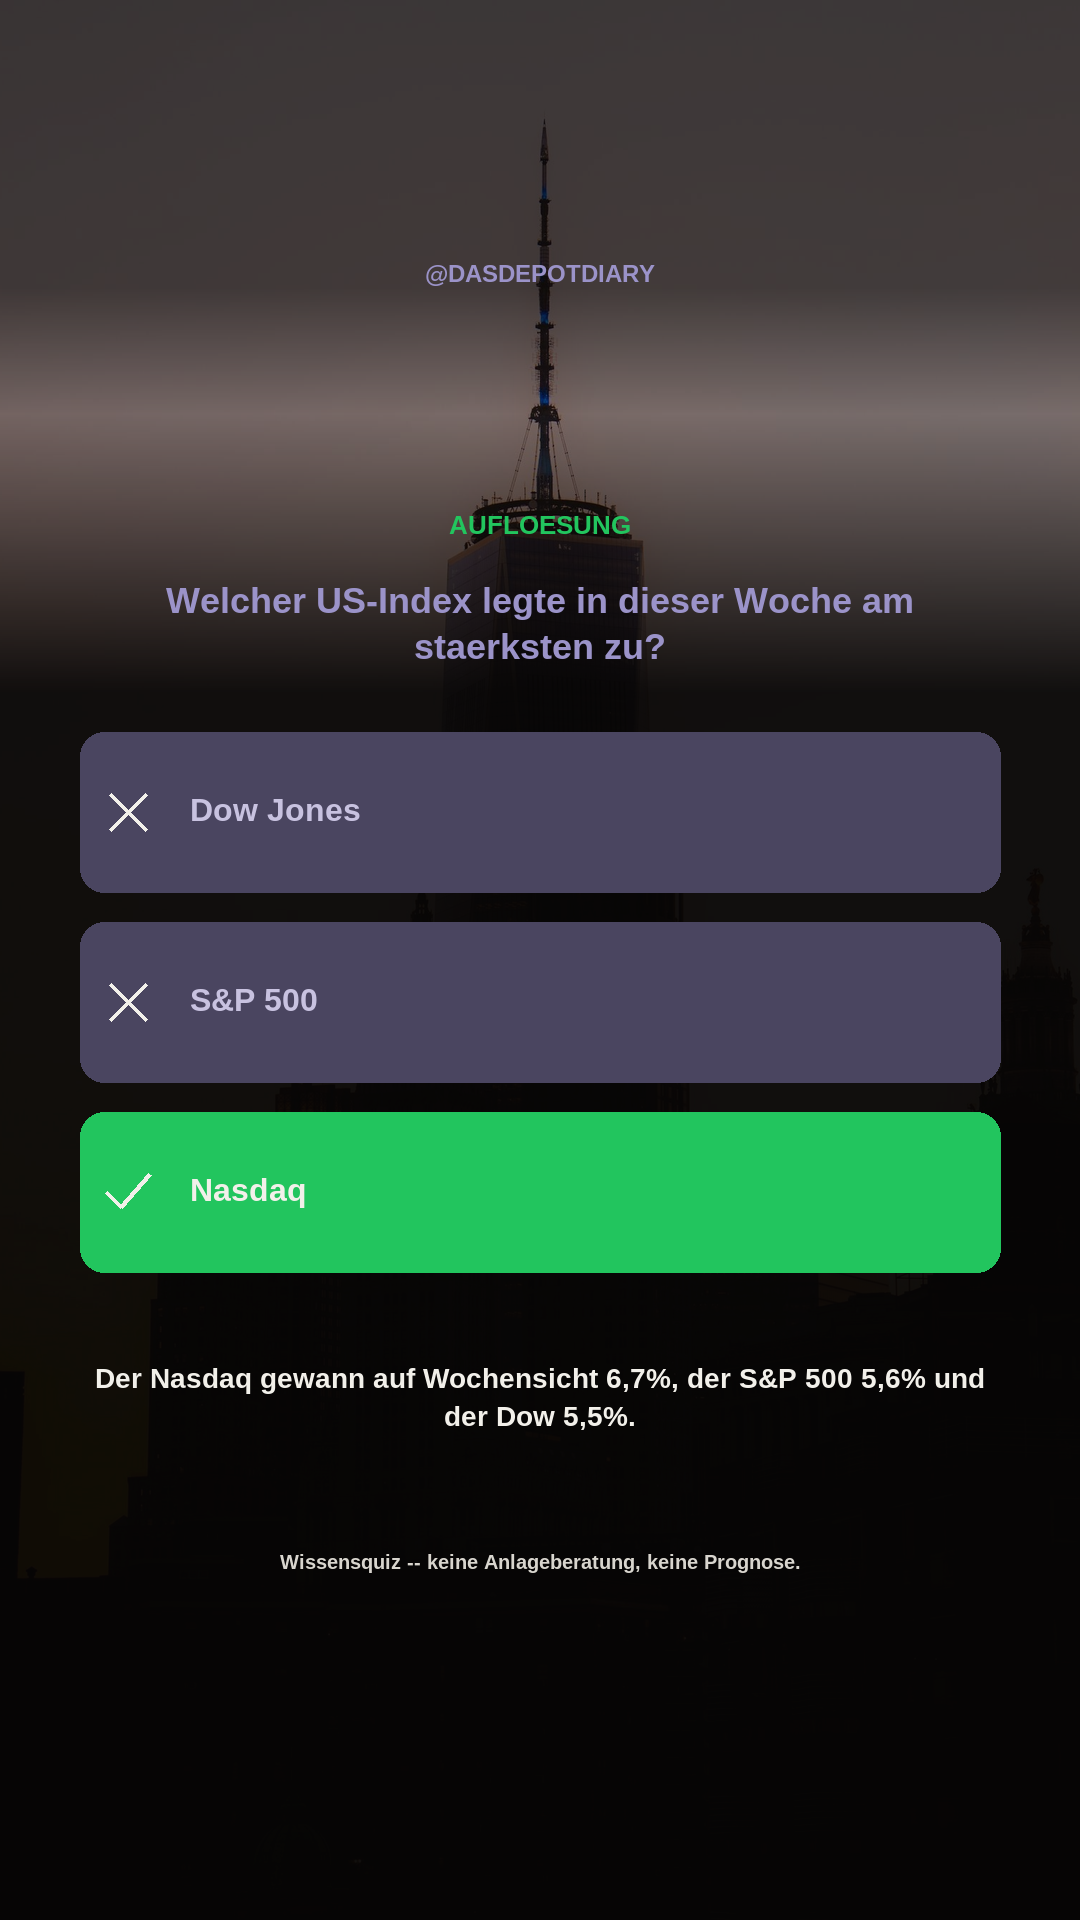 @DASDEPOTDIARY
AUFLOESUNG
Welcher US-Index legte in dieser Woche am
staerksten zu?
Dow Jones
S&P 500
Nasdaq
Der Nasdaq gewann auf Wochensicht 6,7%, der S&P 500 5,6% und
der Dow 5,5%.
Wissensquiz -- keine Anlageberatung, keine Prognose.